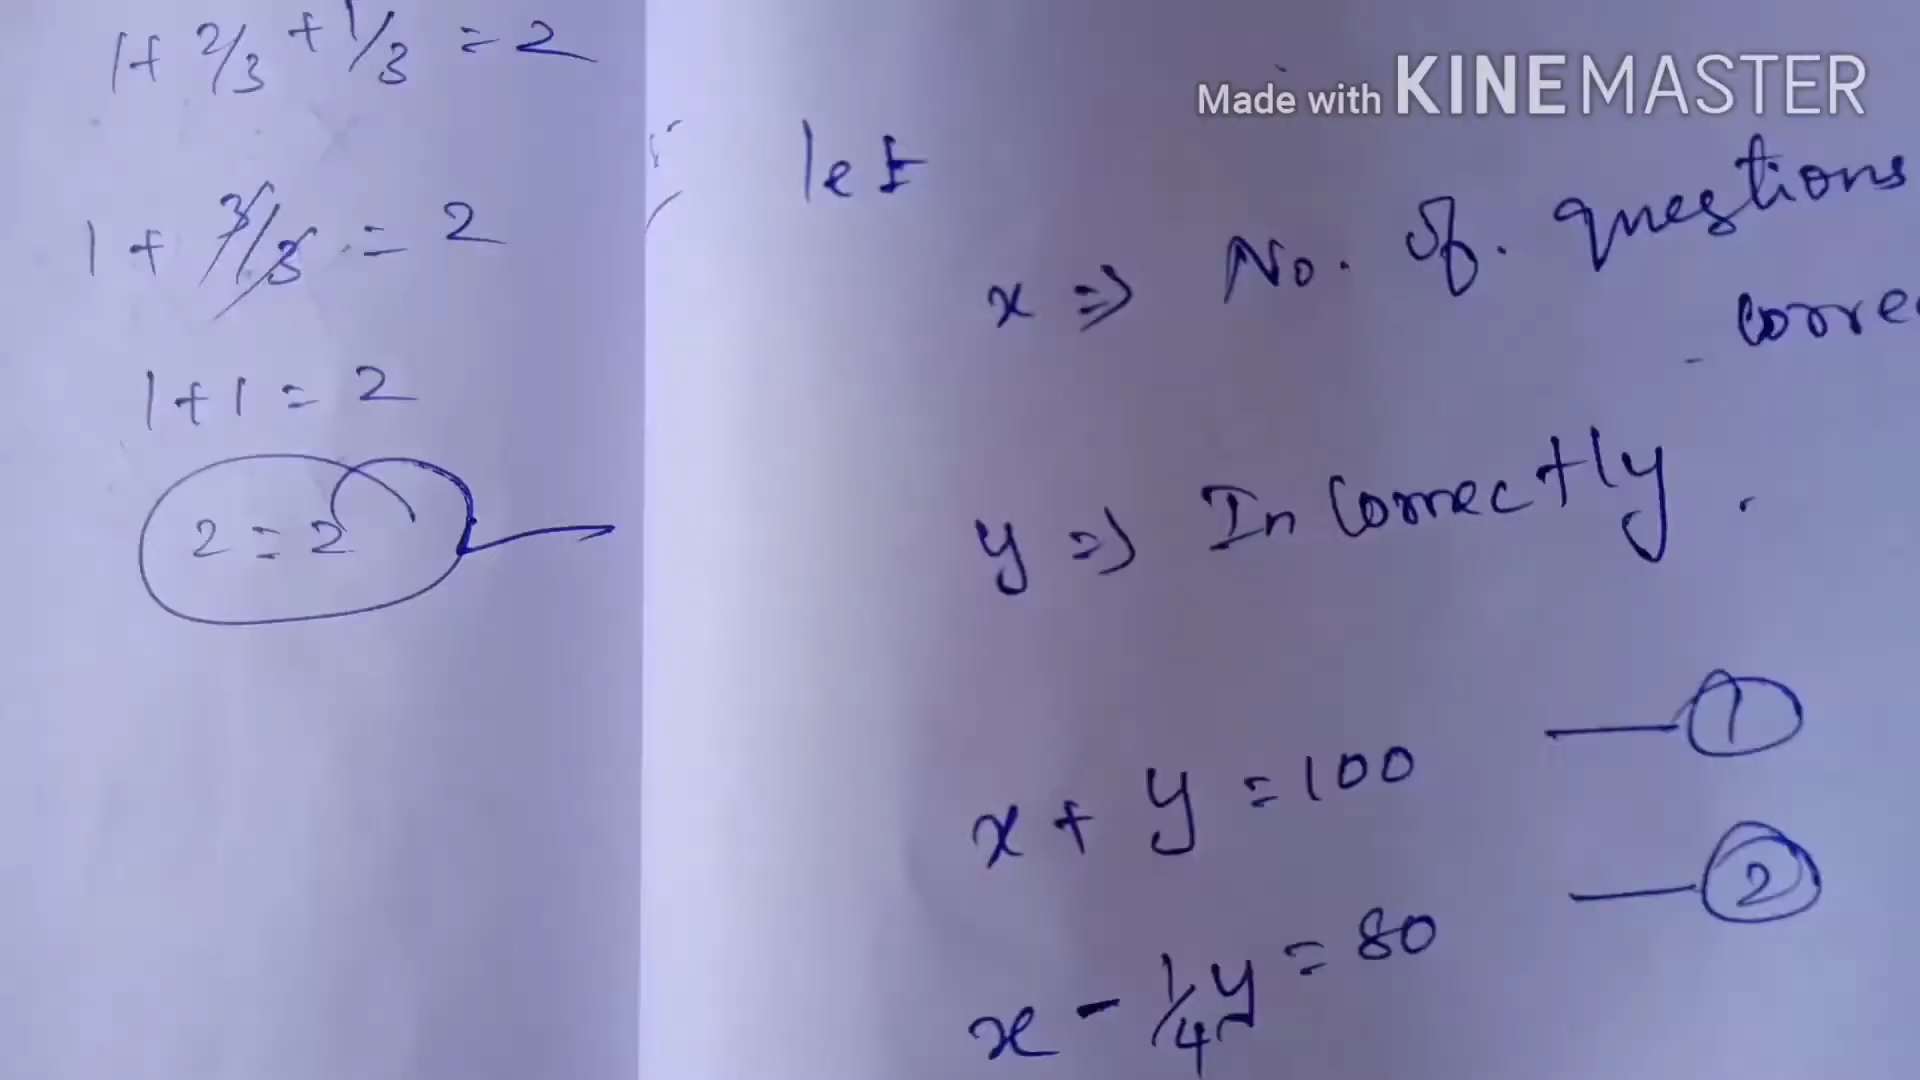 1 + 2/3 + 1/3 = 2
1 + 3/3 = 2
1 + 1 = 2
2 = 2
Made with KINEMASTER
let
x => No. of. questions
corre
y => In Correctly .
x + y = 100 — 1
x - 1/4 y = 80 — 2